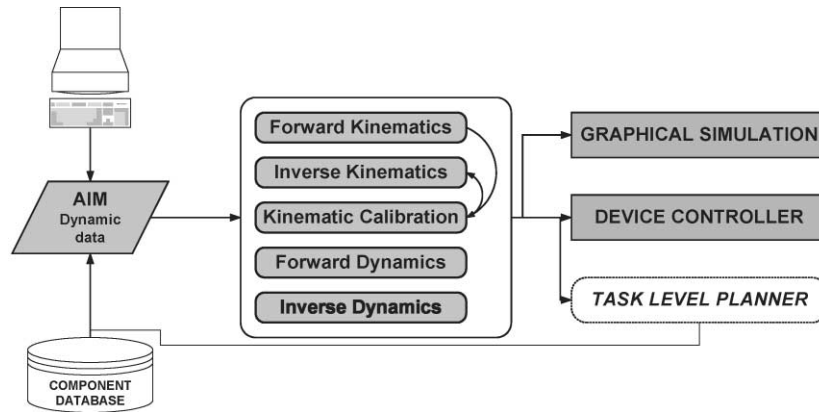 Forward Kinematics
Inverse Kinematics
Kinematic Calibration
Forward Dynamics
Inverse Dynamics
AIM
Dynamic
data
COMPONENT
DATABASE
GRAPHICAL SIMULATION
DEVICE CONTROLLER
TASK LEVEL PLANNER